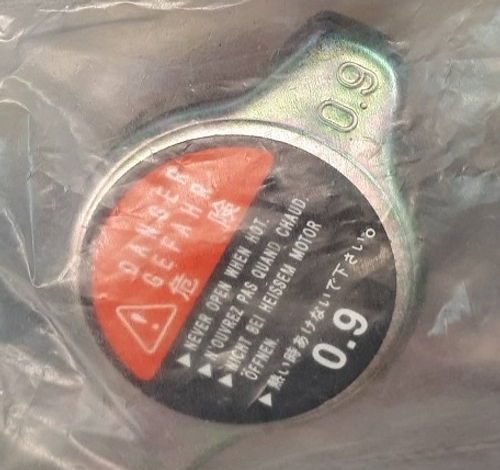 0.9
DANGER
GEFAHR
危険
▶NEVER OPEN WHEN HOT.
▶N'OUVREZ PAS QUAND CHAUD.
▶NICHT BEI HEISSEM MOTOR
ÖFFNEN.
▶熱い時あけないで下さい。
0.9